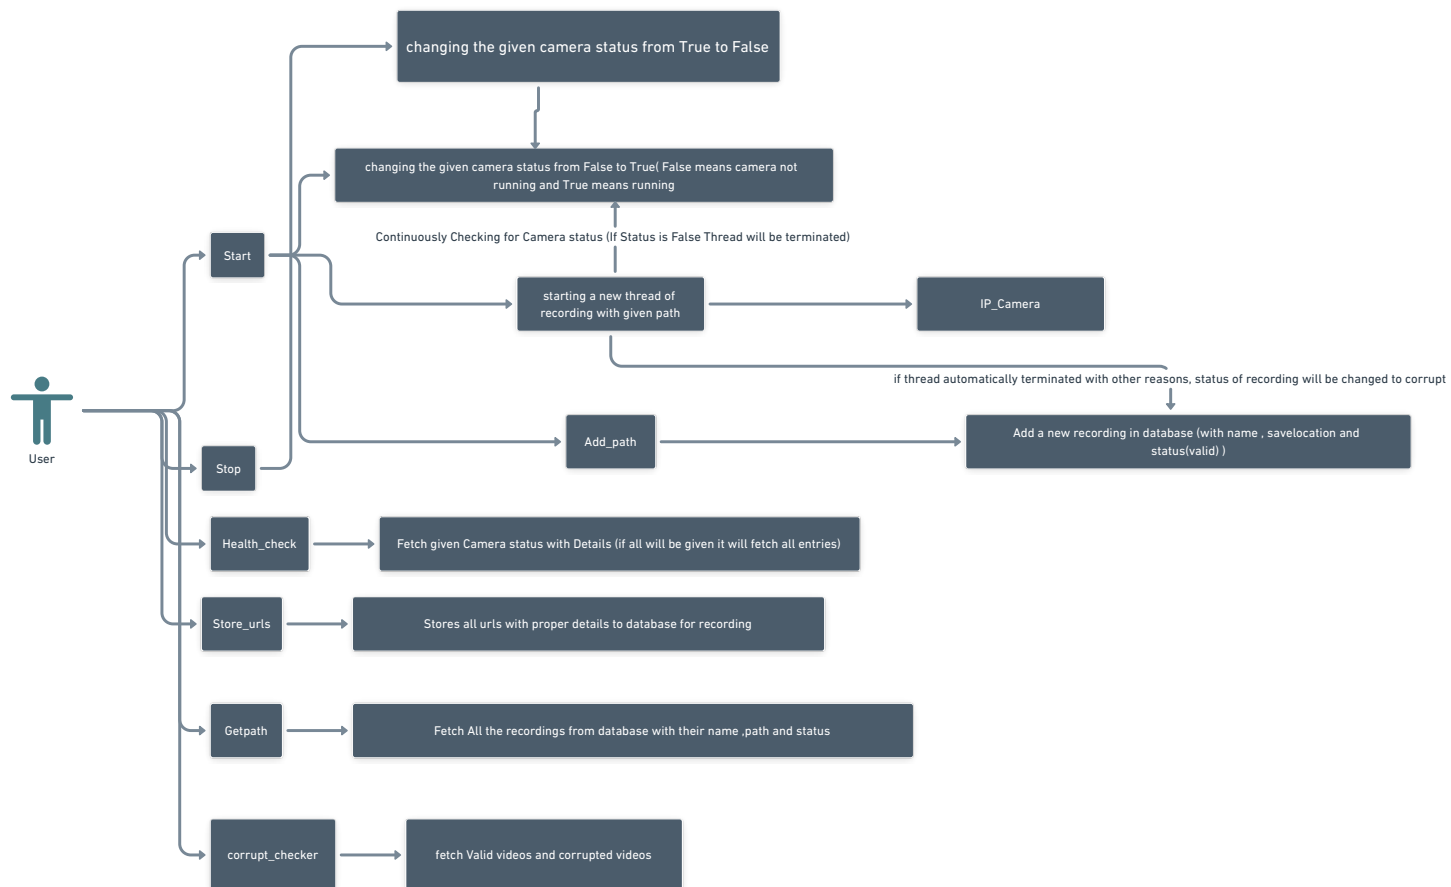 changing the given camera status from True to False
changing the given camera status from False to True( False means camera not
running and True means running
Continuously Checking for Camera status (If Status is False Thread will be terminated)
Start
starting a new thread of
recording with given path
IP_Camera
if thread automatically terminated with other reasons, status of recording will be changed to corrupt
User
Add_path
Add a new recording in database (with name , savelocation and
status(valid) )
Stop
Health_check
Fetch given Camera status with Details (if all will be given it will fetch all entries)
Store_urls
Stores all urls with proper details to database for recording
Getpath
Fetch All the recordings from database with their name ,path and status
corrupt_checker
fetch Valid videos and corrupted videos